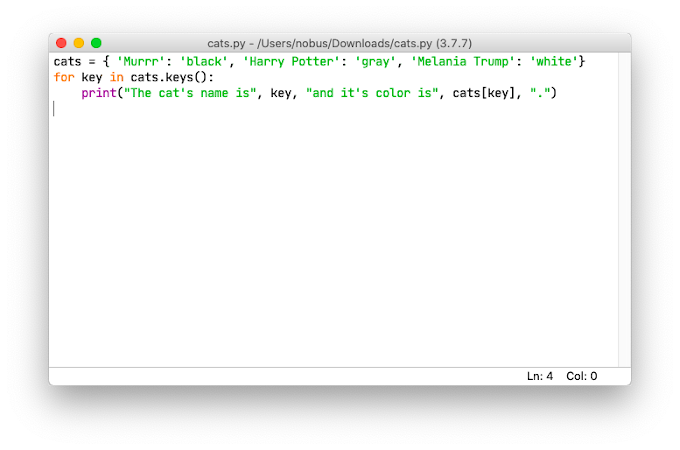 cats.py - /Users/nobus/Downloads/cats.py (3.7.7)
cats = { 'Murrr': 'black', 'Harry Potter': 'gray', 'Melania Trump': 'white'}
for key in cats.keys():
    print("The cat's name is", key, "and it's color is", cats[key], ".")
Ln: 4 Col: 0